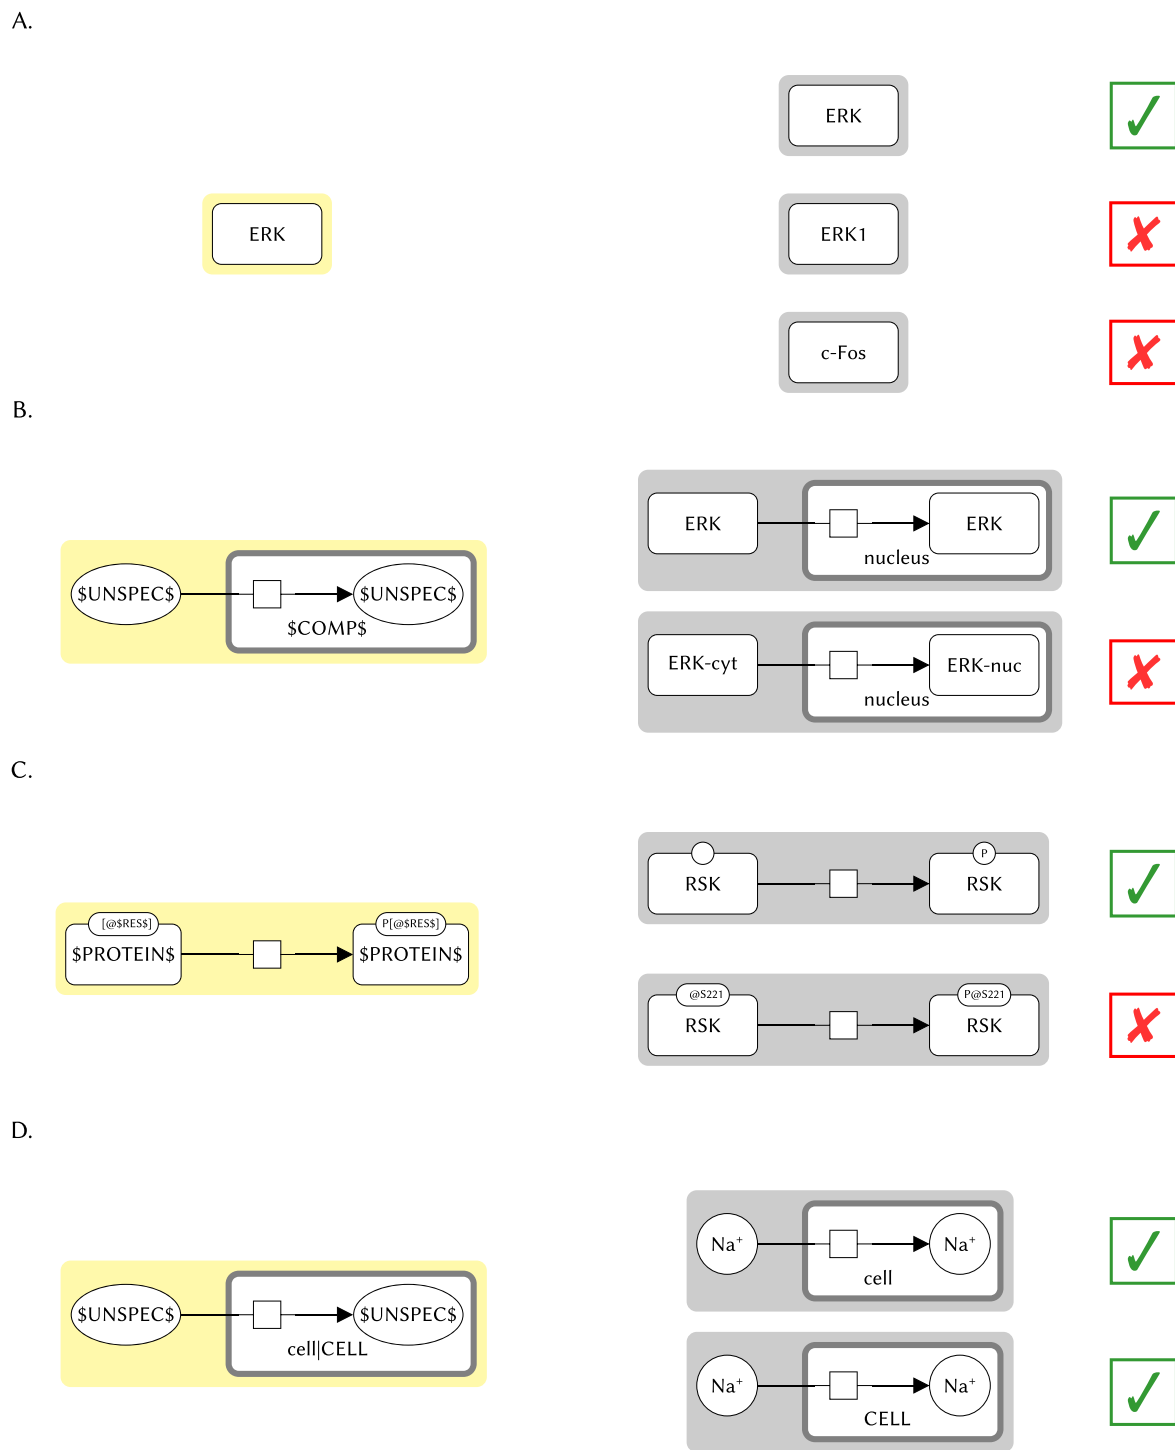 A.
ERK
ERK
ERK1
c-Fos
B.
$UNSPEC$ $UNSPEC$
$COMP$
ERK ERK
nucleus
ERK-cyt ERK-nuc
nucleus
C.
[@$RES$] P[@$RES$]
$PROTEIN$ $PROTEIN$
P
RSK RSK
@S221 P@S221
RSK RSK
D.
$UNSPEC$ $UNSPEC$
cell|CELL
Na⁺ Na⁺
cell
Na⁺ Na⁺
CELL